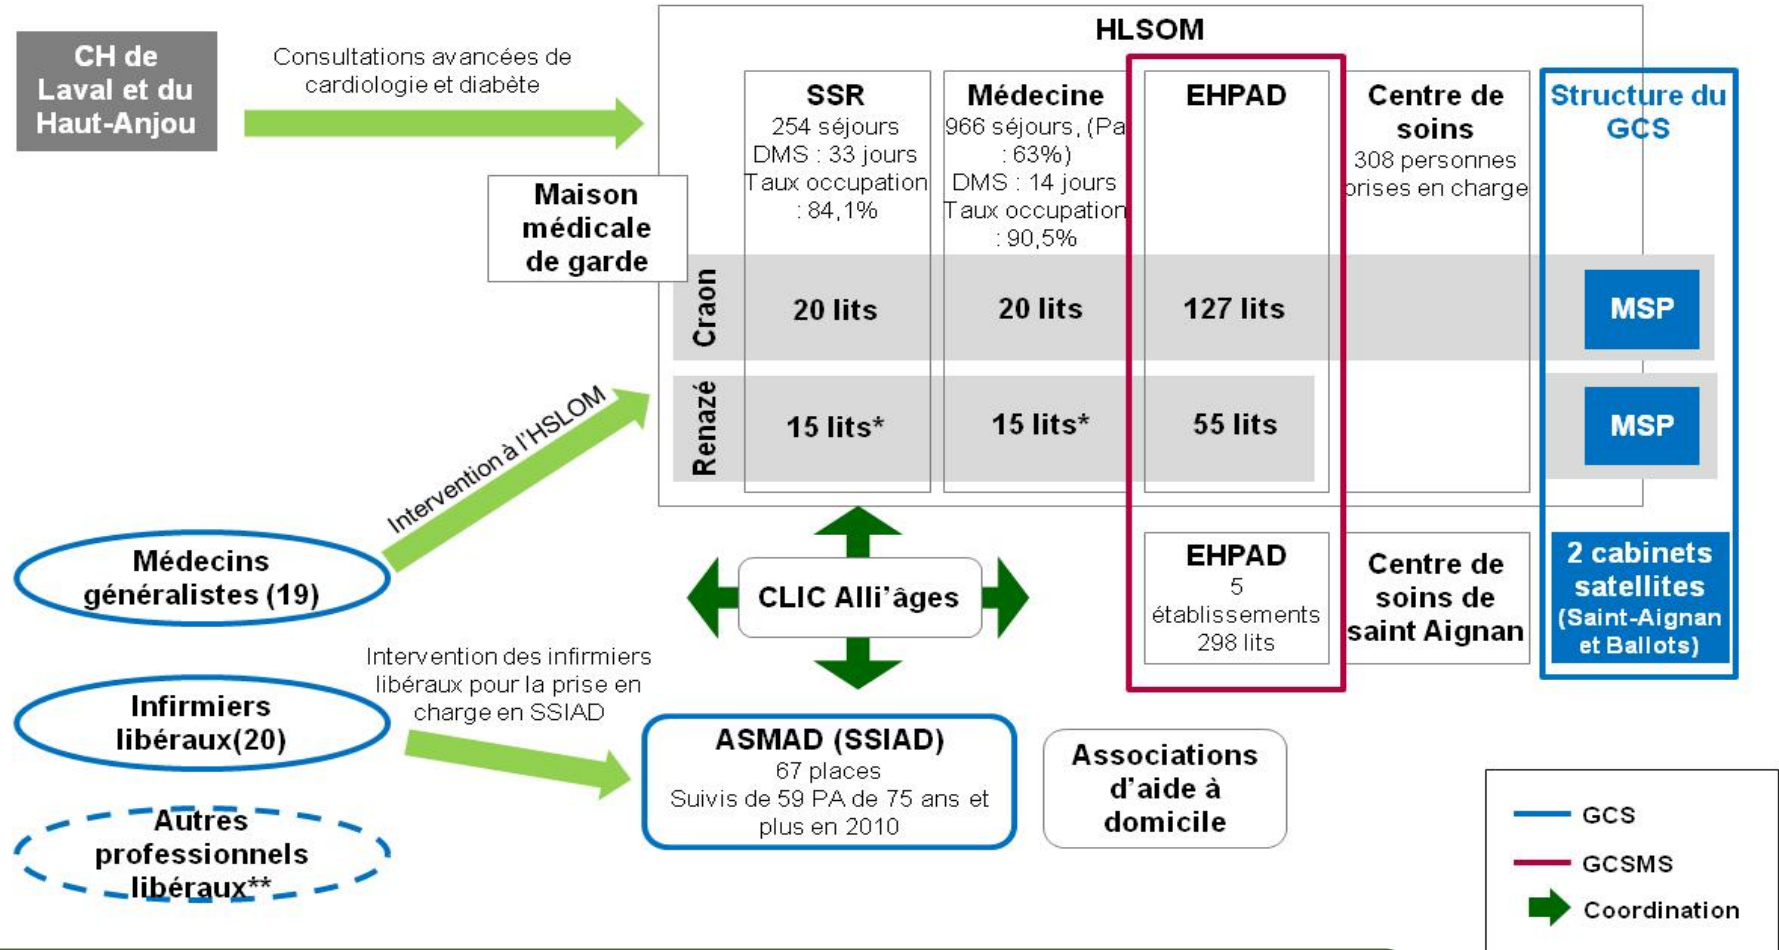 HLSOM
CH de
Laval et du
Haut-Anjou
Consultations avancées de
cardiologie et diabète
SSR
254 séjours
DMS : 33 jours
Taux occupation
: 84,1%
Médecine
966 séjours, (Pa
: 63%)
DMS : 14 jours
Taux occupation
: 90,5%
EHPAD
Centre de
soins
308 personnes
prises en charge
Structure du
GCS
Maison
médicale
de garde
Craon
20 lits
20 lits
127 lits
MSP
Renazé
15 lits*
15 lits*
55 lits
MSP
Intervention à l'HSLOM
Médecins
généralistes (19)
CLIC Alli'âges
EHPAD
5
établissements
298 lits
Centre de
soins de
saint Aignan
2 cabinets
satellites
(Saint-Aignan
et Ballots)
Intervention des infirmiers
libéraux pour la prise en
charge en SSIAD
Infirmiers
libéraux(20)
ASMAD (SSIAD)
67 places
Suivis de 59 PA de 75 ans et
plus en 2010
Associations
d'aide à
domicile
Autres
professionnels
libéraux**
GCS
GCSMS
Coordination